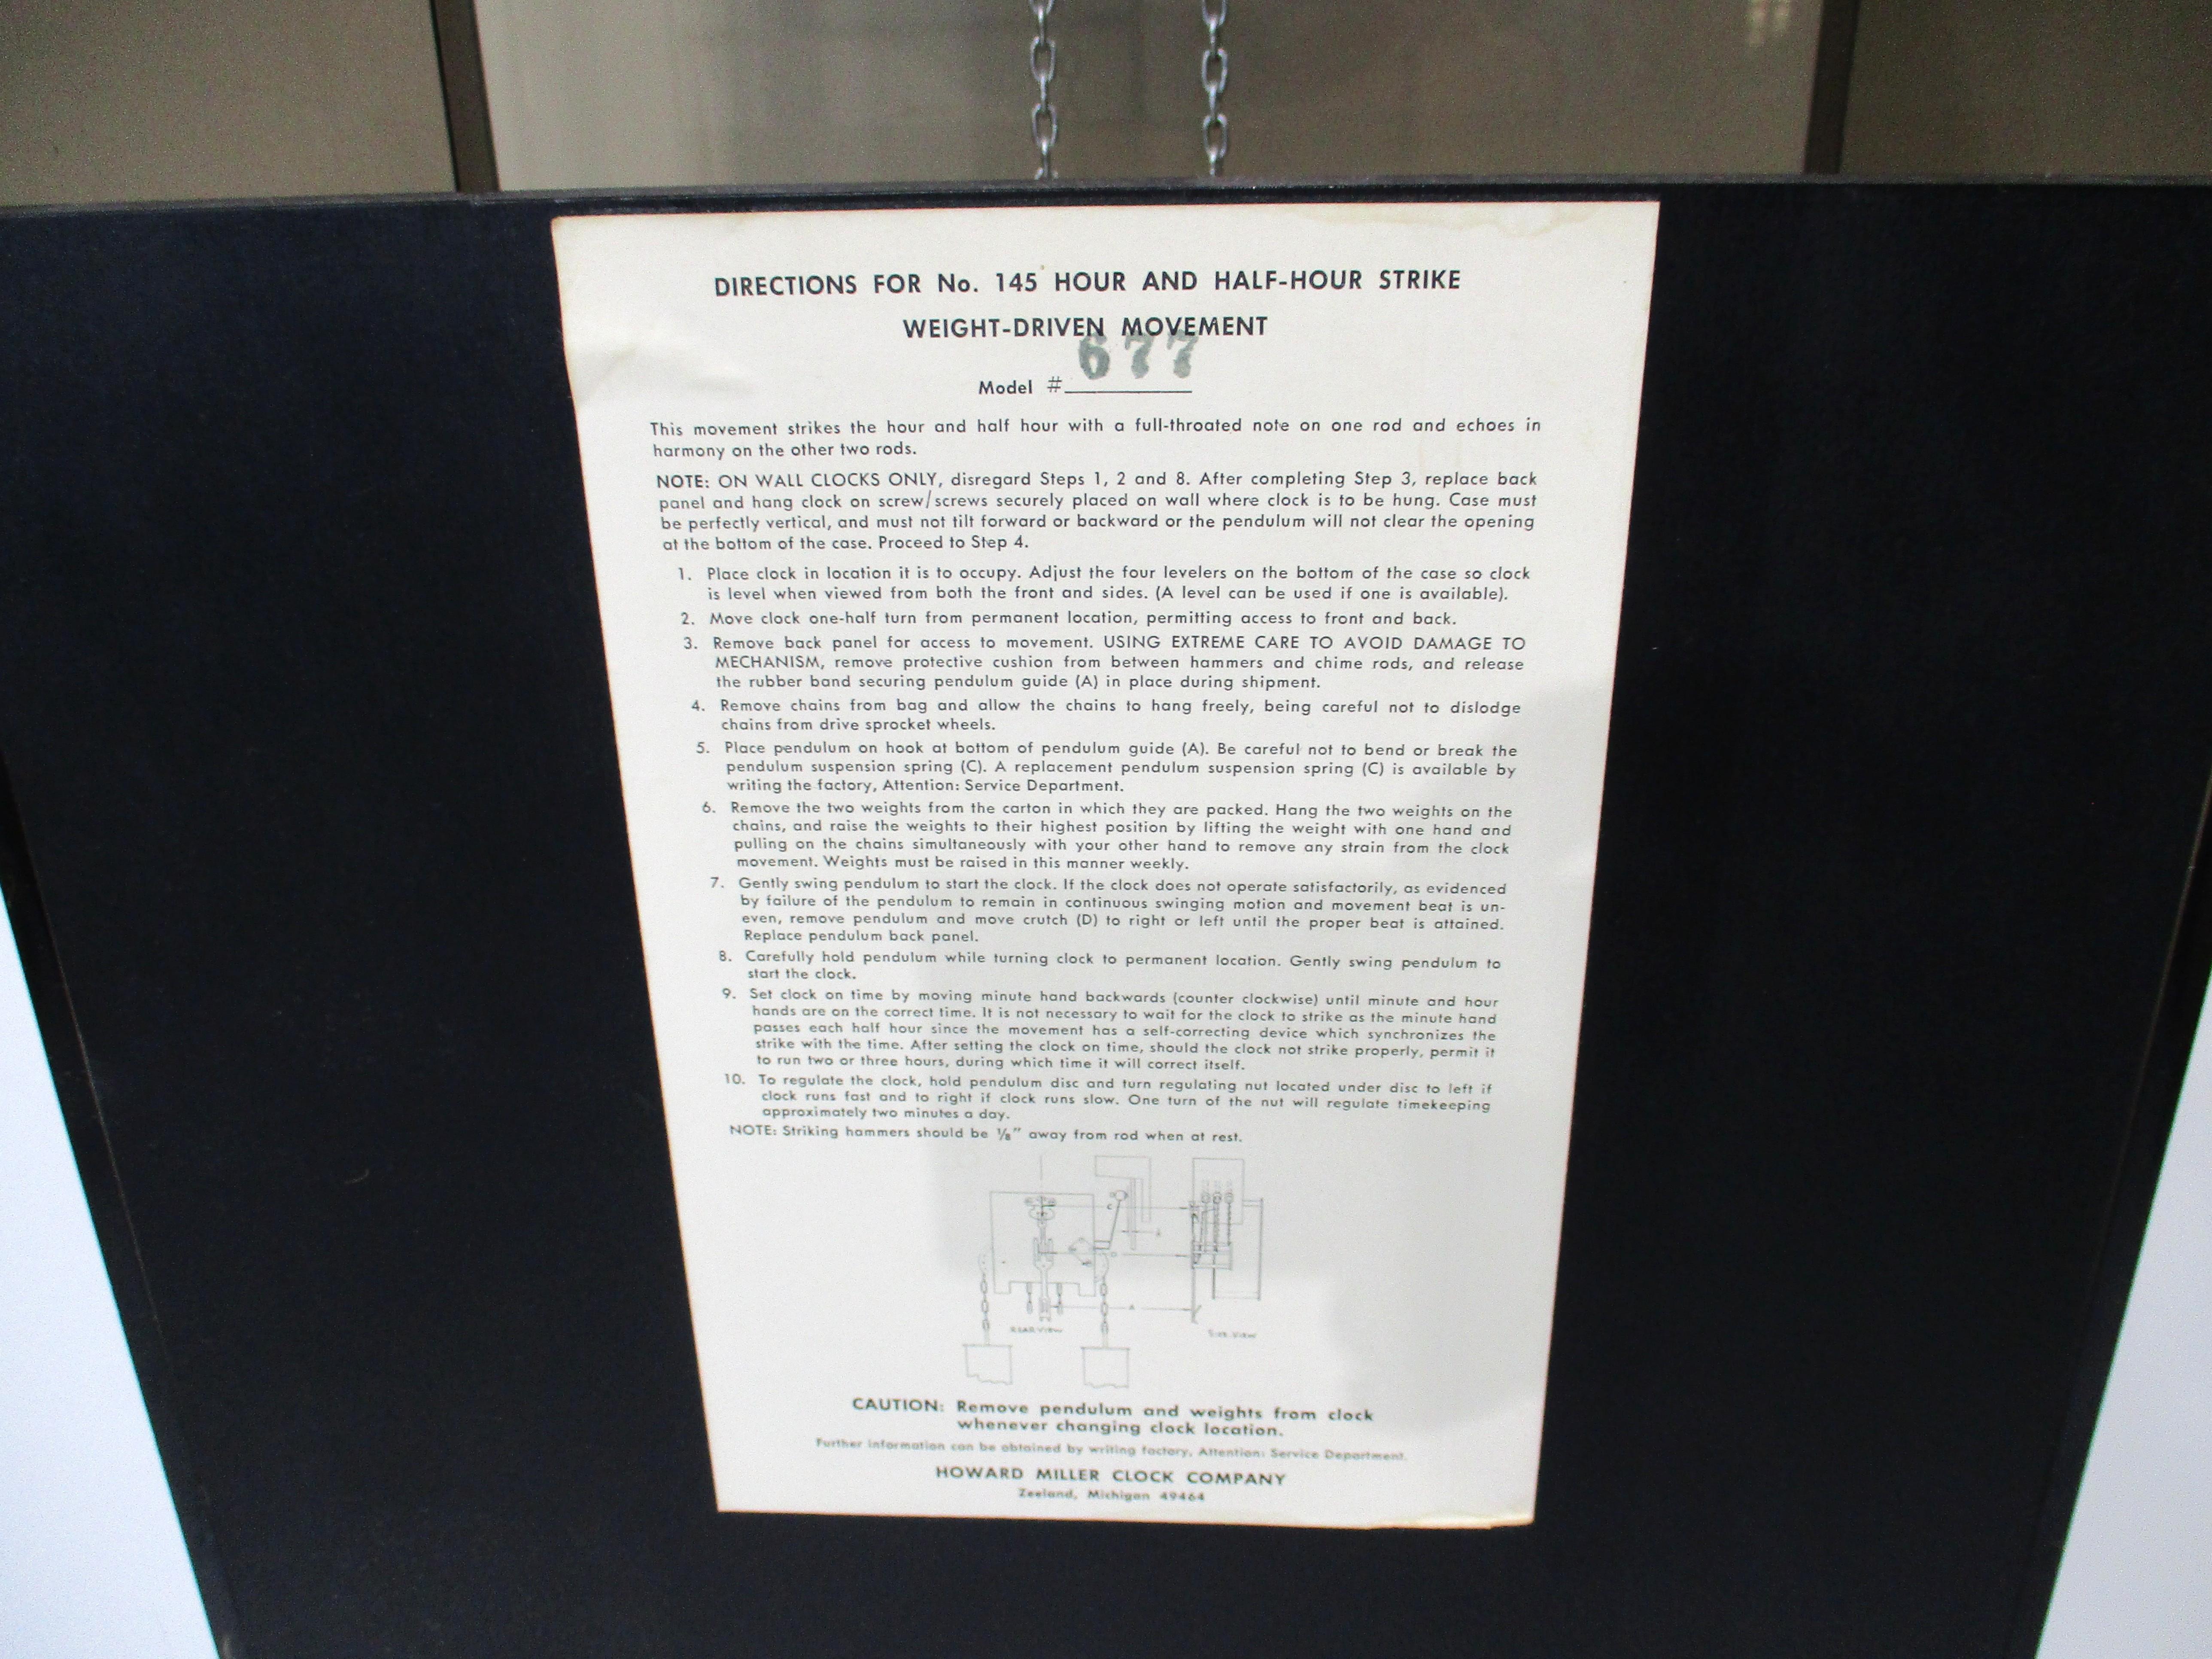 DIRECTIONS FOR No. 145 HOUR AND HALF-HOUR STRIKE
WEIGHT-DRIVEN MOVEMENT
677
Model #
This movement strikes the hour and half hour with a full-throated note on one rod and echoes in
harmony on the other two rods.
NOTE: ON WALL CLOCKS ONLY, disregard Steps 1, 2 and 8. After completing Step 3, replace back
panel and hang clock on screw/screws securely placed on wall where clock is to be hung. Case must
be perfectly vertical, and must not tilt forward or backward or the pendulum will not clear the opening
at the bottom of the case. Proceed to Step 4.
1. Place clock in location it is to occupy. Adjust the four levelers on the bottom of the case so clock
is level when viewed from both the front and sides. (A level can be used if one is available).
2. Move clock one-half turn from permanent location, permitting access to front and back.
3. Remove back panel for access to movement. USING EXTREME CARE TO AVOID DAMAGE TO
MECHANISM, remove protective cushion from between hammers and chime rods, and release
the rubber band securing pendulum guide (A) in place during shipment.
4. Remove chains from bag and allow the chains to hang freely, being careful not to dislodge
chains from drive sprocket wheels.
5. Place pendulum on hook at bottom of pendulum guide (A). Be careful not to bend or break the
pendulum suspension spring (C). A replacement pendulum suspension spring (C) is available by
writing the factory, Attention: Service Department.
6. Remove the two weights from the carton in which they are packed. Hang the two weights on the
chains, and raise the weights to their highest position by lifting the weight with one hand and
pulling on the chains simultaneously with your other hand to remove any strain from the clock
movement. Weights must be raised in this manner weekly.
7. Gently swing pendulum to start the clock. If the clock does not operate satisfactorily, as evidenced
by failure of the pendulum to remain in continuous swinging motion and movement beat is un-
even, remove pendulum and move crutch (D) to right or left until the proper beat is attained.
Replace pendulum back panel.
8. Carefully hold pendulum while turning clock to permanent location. Gently swing pendulum to
start the clock.
9. Set clock on time by moving minute hand backwards (counter clockwise) until minute and hour
hands are on the correct time. It is not necessary to wait for the clock to strike as the minute hand
passes each half hour since the movement has a self-correcting device which synchronizes the
strike with the time. After setting the clock on time, should the clock not strike properly, permit it
to run two or three hours, during which time it will correct itself.
10. To regulate the clock, hold pendulum disc and turn regulating nut located under disc to left if
clock runs fast and to right if clock runs slow. One turn of the nut will regulate timekeeping
approximately two minutes a day.
NOTE: Striking hammers should be ⅛" away from rod when at rest.
C
D
A
REAR VIEW
Side View
CAUTION: Remove pendulum and weights from clock
whenever changing clock location.
Further information can be obtained by writing factory, Attention: Service Department.
HOWARD MILLER CLOCK COMPANY
Zeeland, Michigan 49464